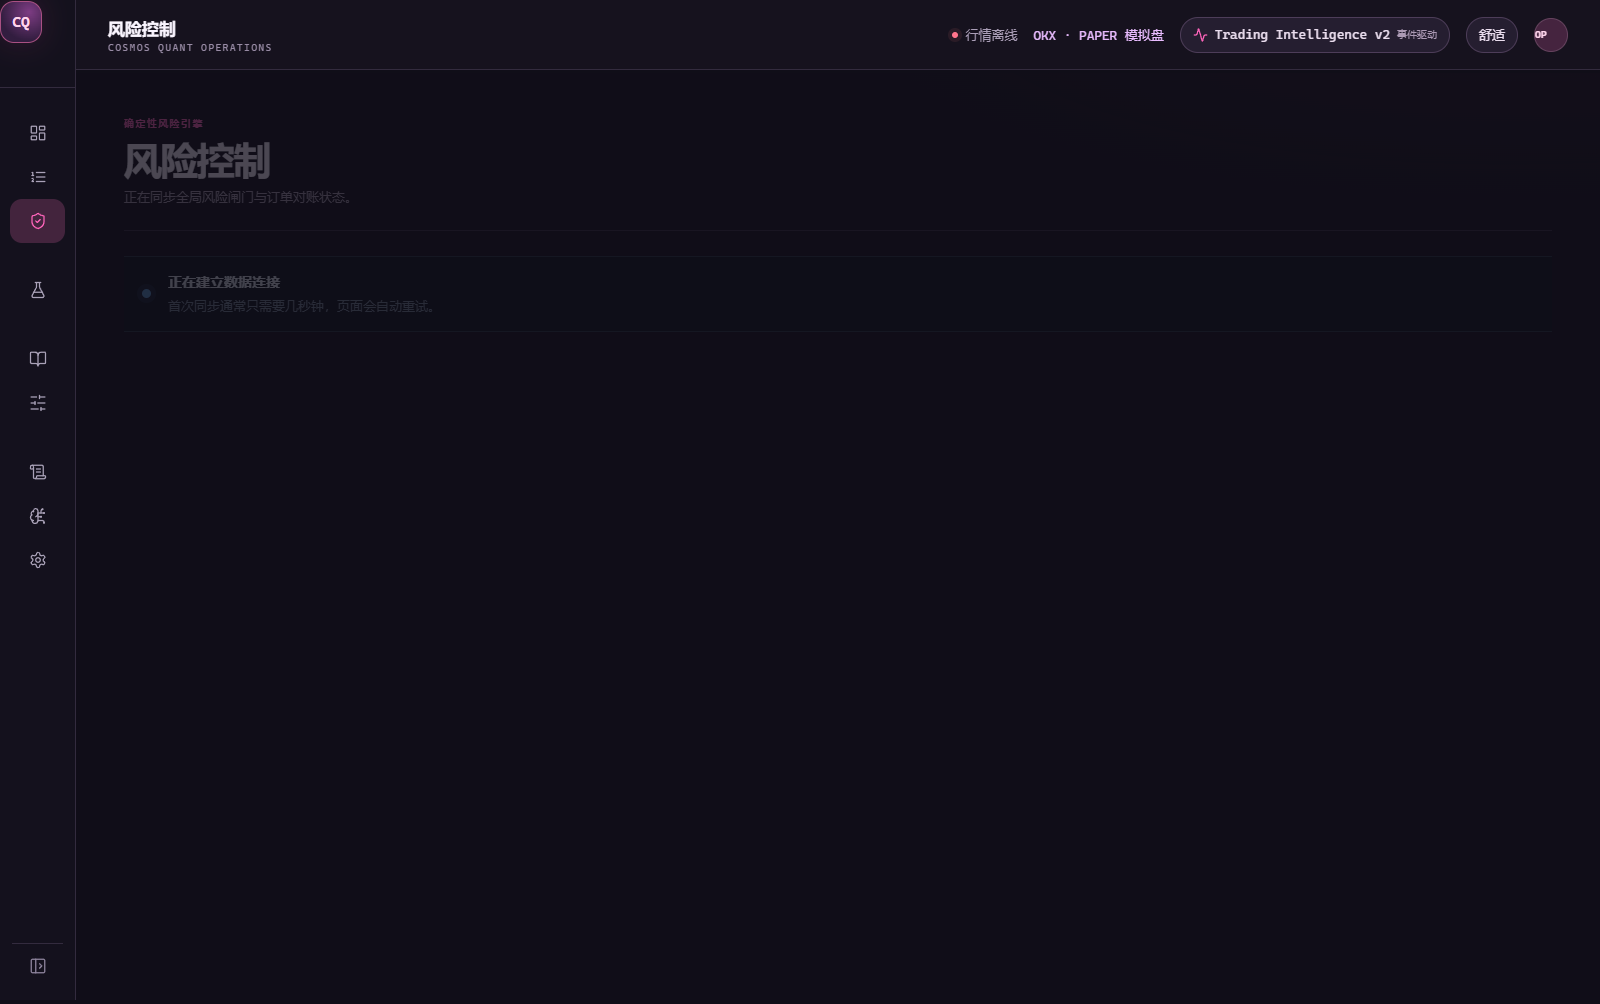 CQ
风险控制
COSMOS QUANT OPERATIONS
行情离线
OKX · PAPER 模拟盘
Trading Intelligence v2 事件驱动
舒适
OP
确定性风险引擎
风险控制
正在同步全局风险闸门与订单对账状态。
正在建立数据连接
首次同步通常只需要几秒钟，页面会自动重试。